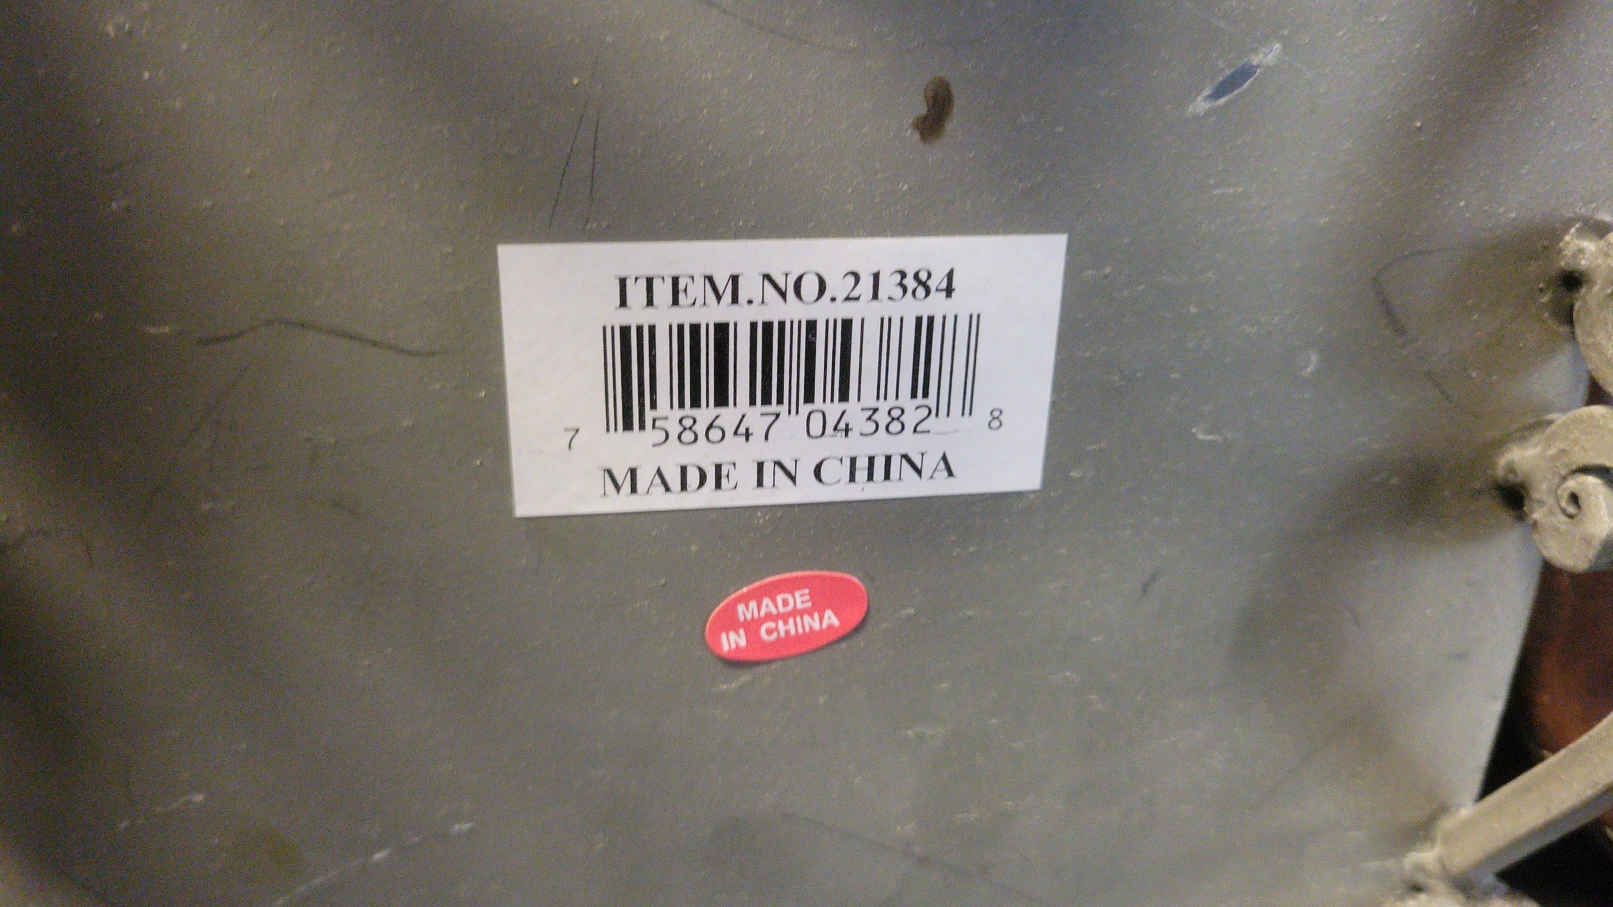 ITEM.NO.21384
7 58647 04382 8
MADE IN CHINA
MADE
IN CHINA